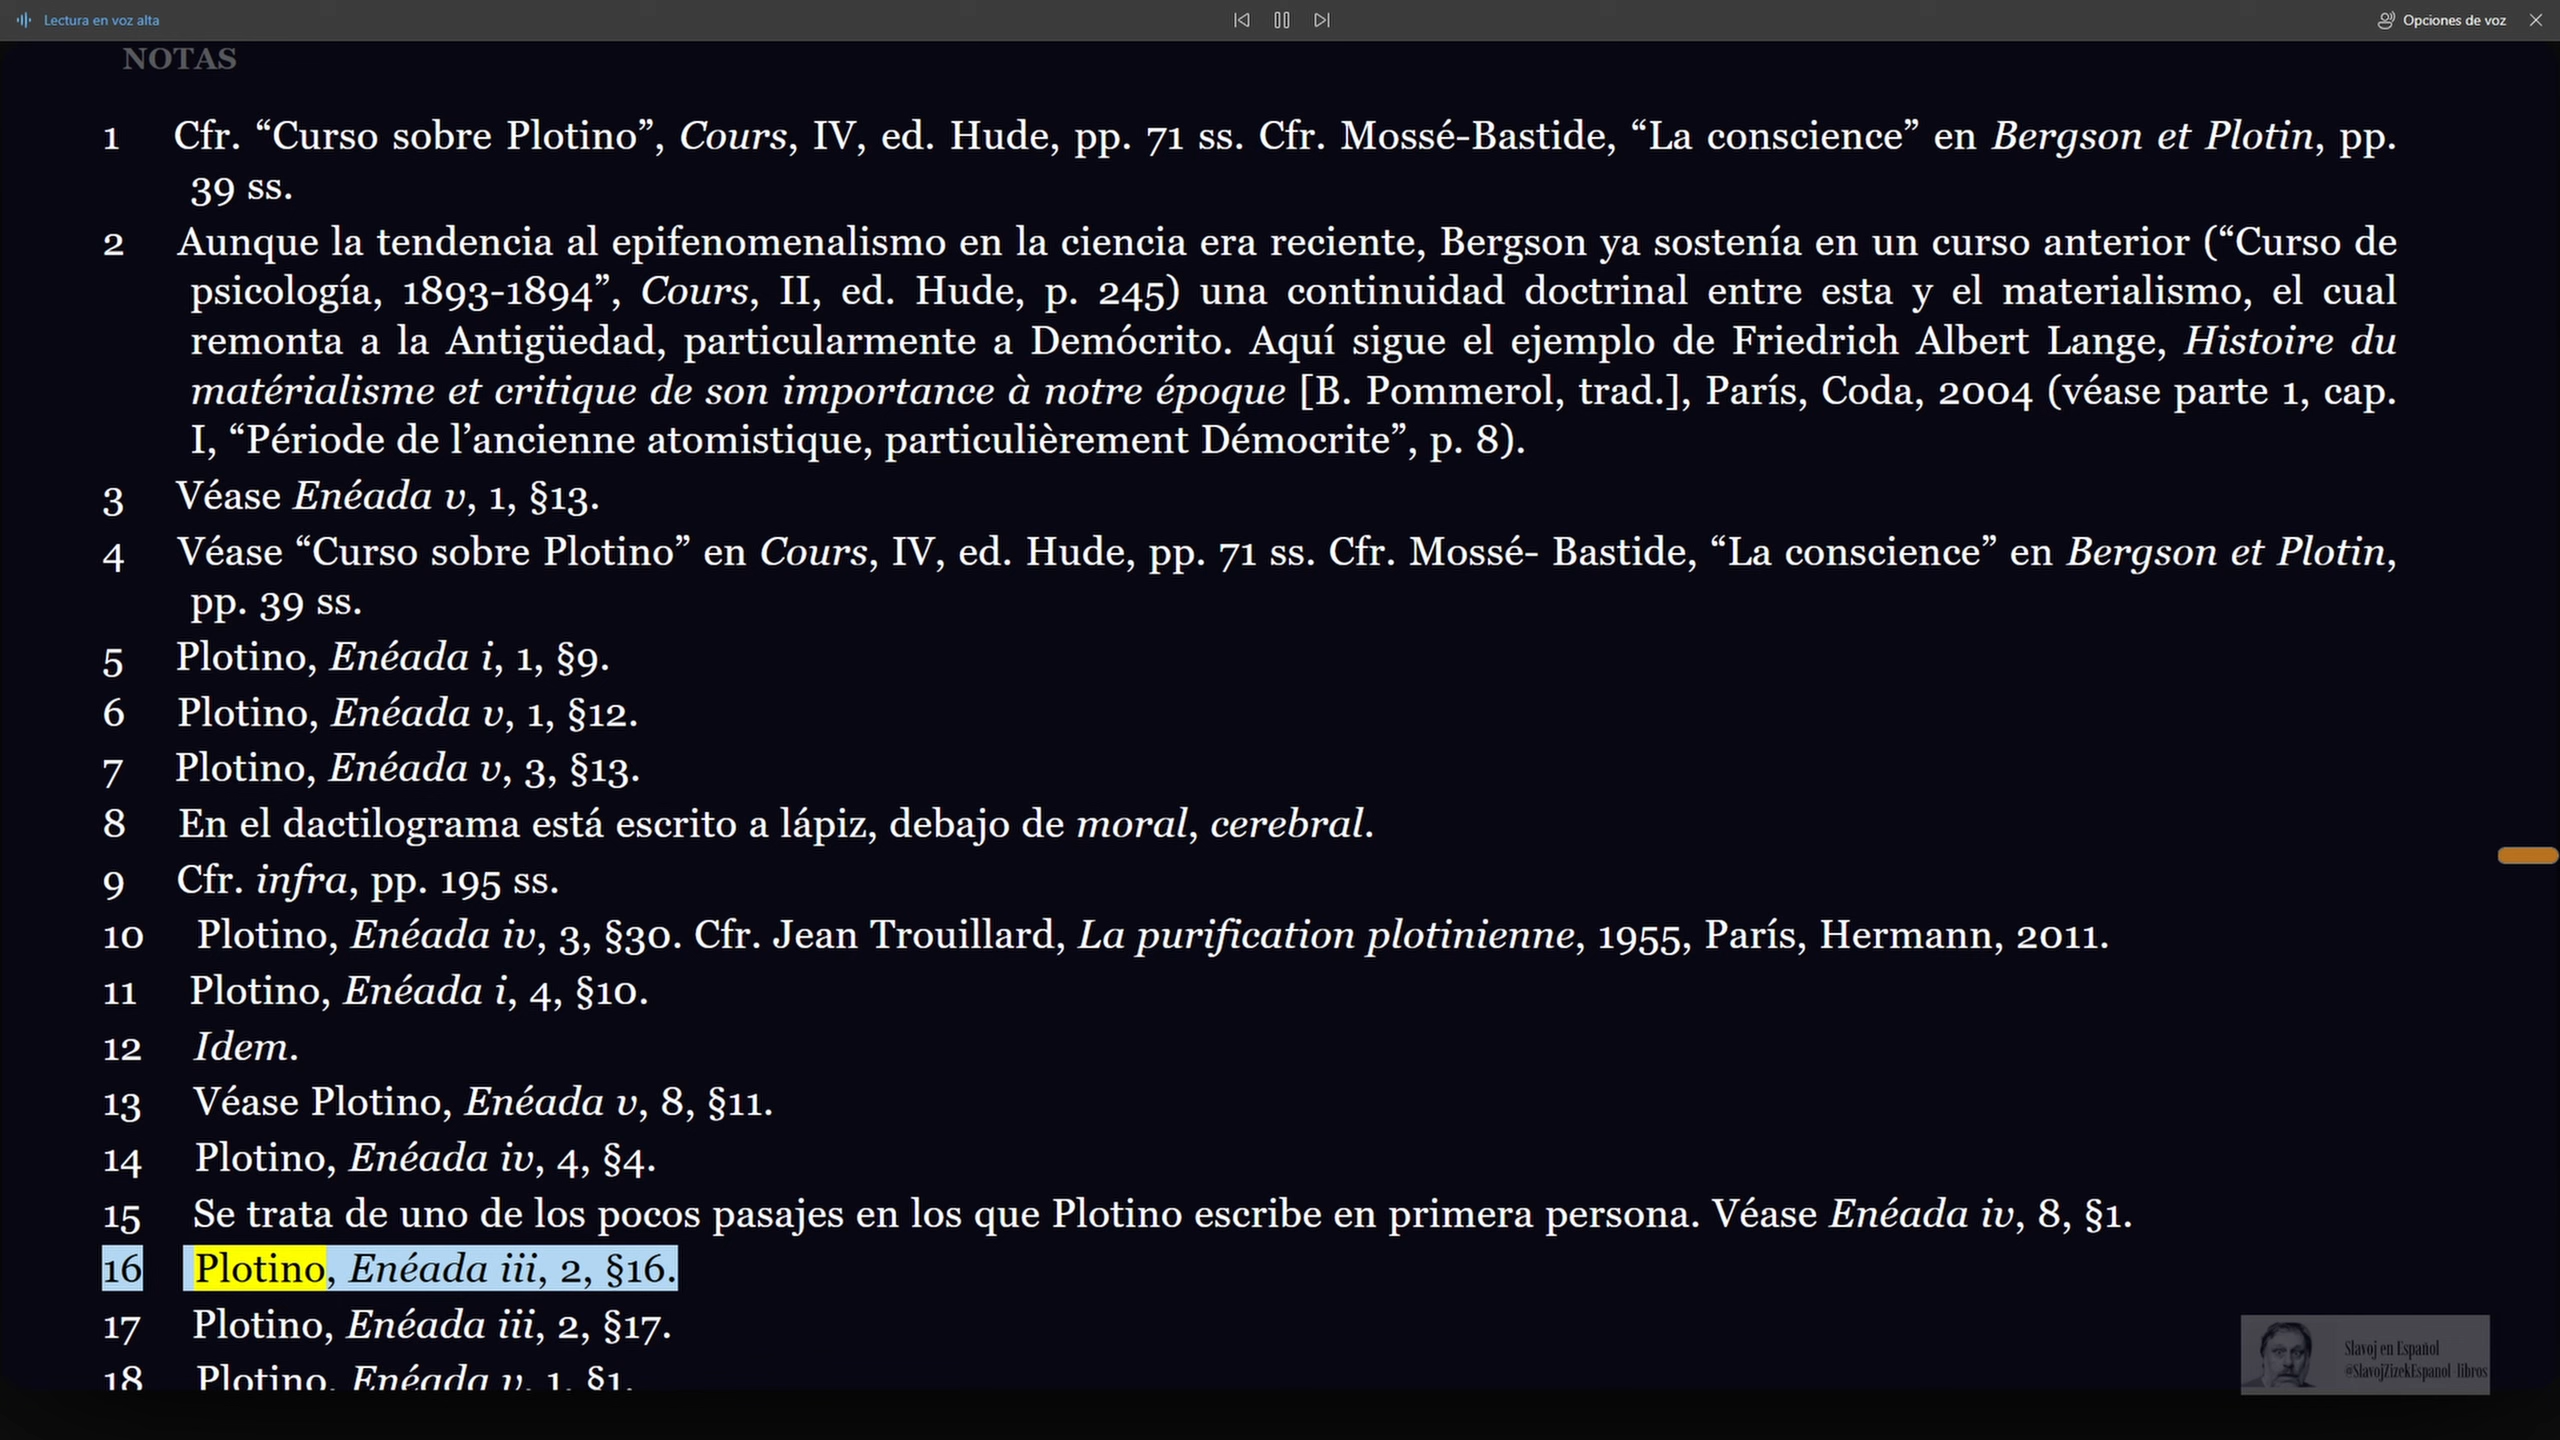 Lectura en voz alta
Opciones de voz
NOTAS
1 Cfr. “Curso sobre Plotino”, Cours, IV, ed. Hude, pp. 71 ss. Cfr. Mossé-Bastide, “La conscience” en Bergson et Plotin, pp.
39 ss.
2 Aunque la tendencia al epifenomenalismo en la ciencia era reciente, Bergson ya sostenía en un curso anterior (“Curso de
psicología, 1893-1894”, Cours, II, ed. Hude, p. 245) una continuidad doctrinal entre esta y el materialismo, el cual
remonta a la Antigüedad, particularmente a Demócrito. Aquí sigue el ejemplo de Friedrich Albert Lange, Histoire du
matérialisme et critique de son importance à notre époque [B. Pommerol, trad.], París, Coda, 2004 (véase parte 1, cap.
I, “Période de l’ancienne atomistique, particulièrement Démocrite”, p. 8).
3 Véase Enéada v, 1, §13.
4 Véase “Curso sobre Plotino” en Cours, IV, ed. Hude, pp. 71 ss. Cfr. Mossé- Bastide, “La conscience” en Bergson et Plotin,
pp. 39 ss.
5 Plotino, Enéada i, 1, §9.
6 Plotino, Enéada v, 1, §12.
7 Plotino, Enéada v, 3, §13.
8 En el dactilograma está escrito a lápiz, debajo de moral, cerebral.
9 Cfr. infra, pp. 195 ss.
10 Plotino, Enéada iv, 3, §30. Cfr. Jean Trouillard, La purification plotinienne, 1955, París, Hermann, 2011.
11 Plotino, Enéada i, 4, §10.
12 Idem.
13 Véase Plotino, Enéada v, 8, §11.
14 Plotino, Enéada iv, 4, §4.
15 Se trata de uno de los pocos pasajes en los que Plotino escribe en primera persona. Véase Enéada iv, 8, §1.
16 Plotino, Enéada iii, 2, §16.
17 Plotino, Enéada iii, 2, §17.
18 Plotino, Enéada v, 1, §1.
Slavoj en Español
@SlavojZizekEspanol-libros